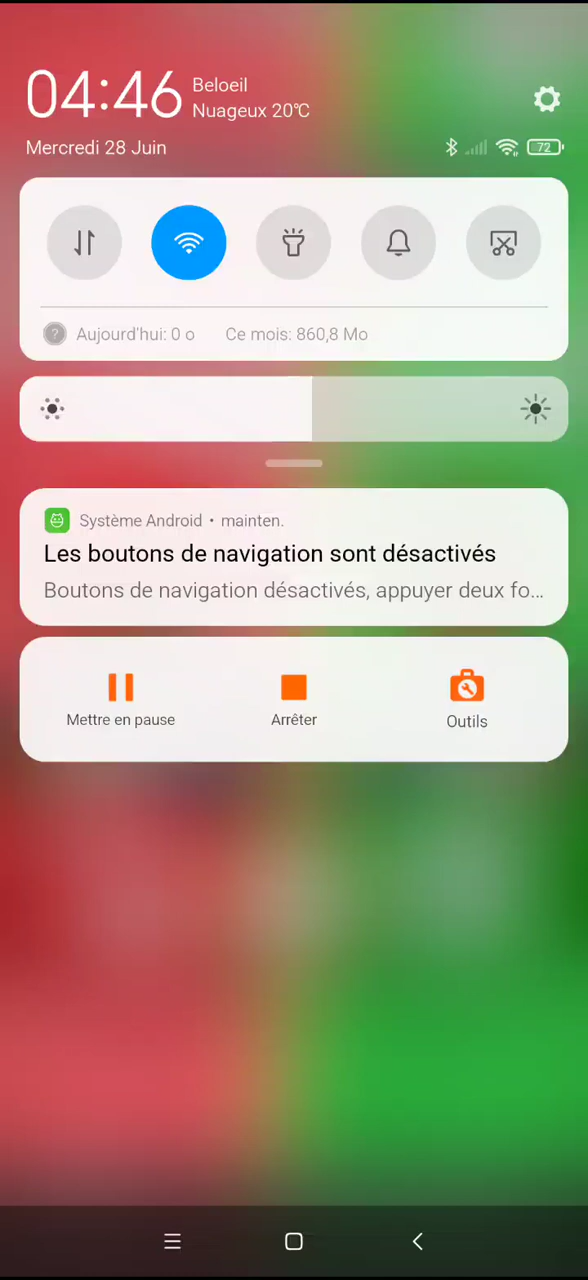 04:46
Beloeil
Nuageux 20℃
Mercredi 28 Juin
72
Aujourd'hui: 0 o Ce mois: 860,8 Mo
Système Android • mainten.
Les boutons de navigation sont désactivés
Boutons de navigation désactivés, appuyer deux fo…
Mettre en pause Arrêter Outils